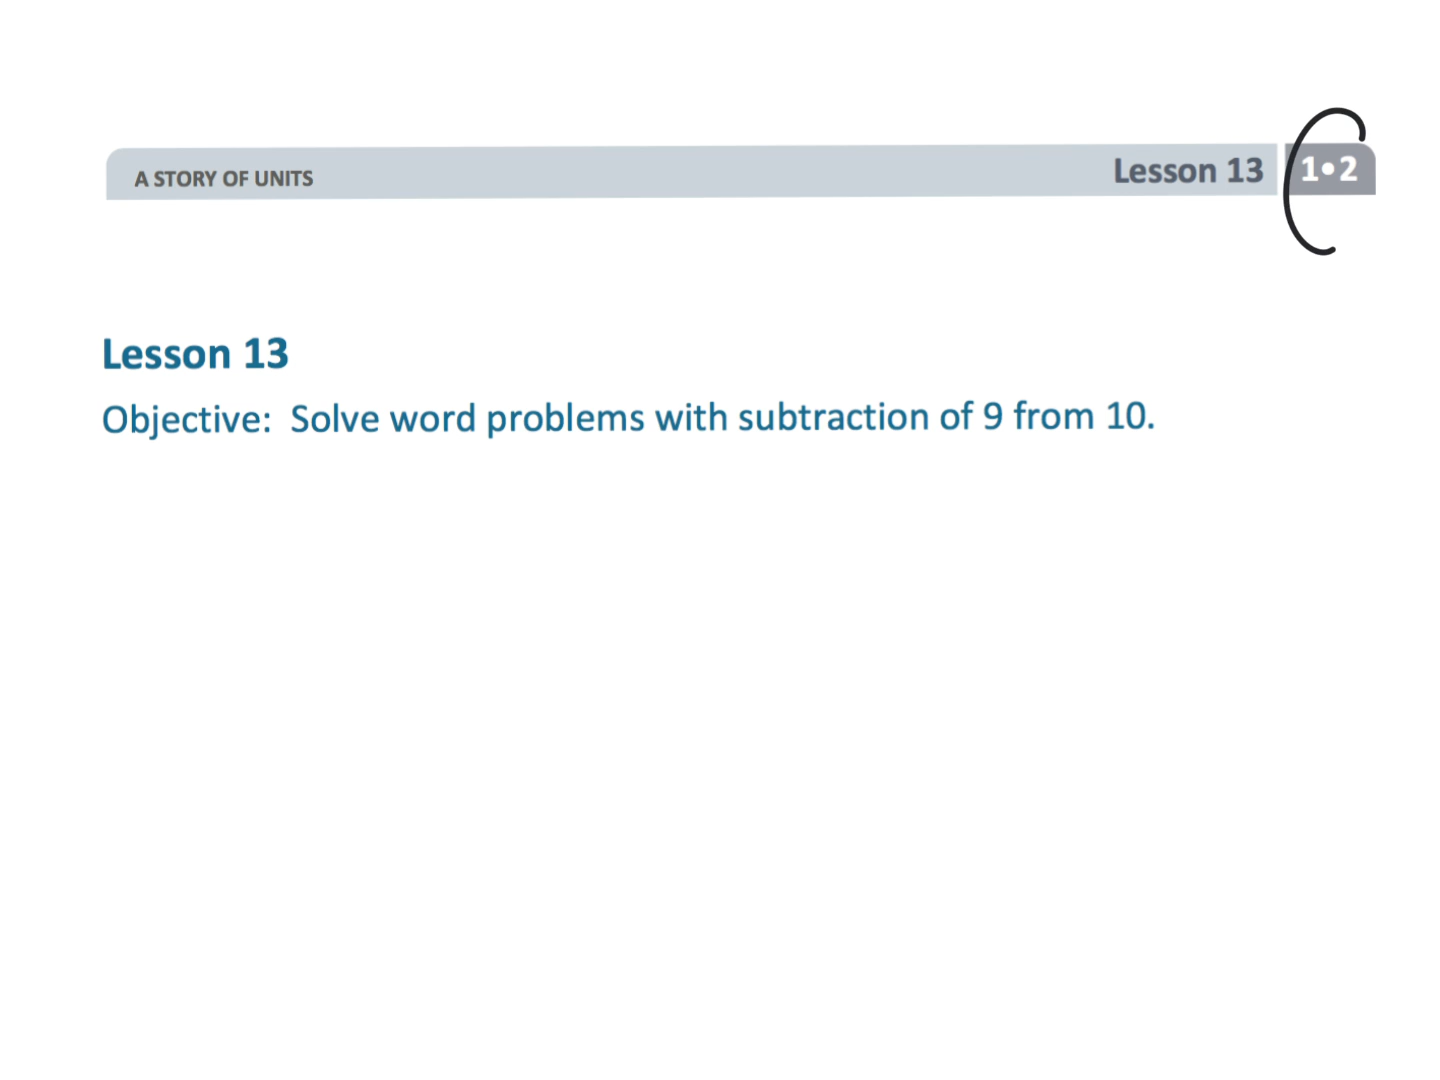 A STORY OF UNITS Lesson 13 1•2
Lesson 13
Objective: Solve word problems with subtraction of 9 from 10.